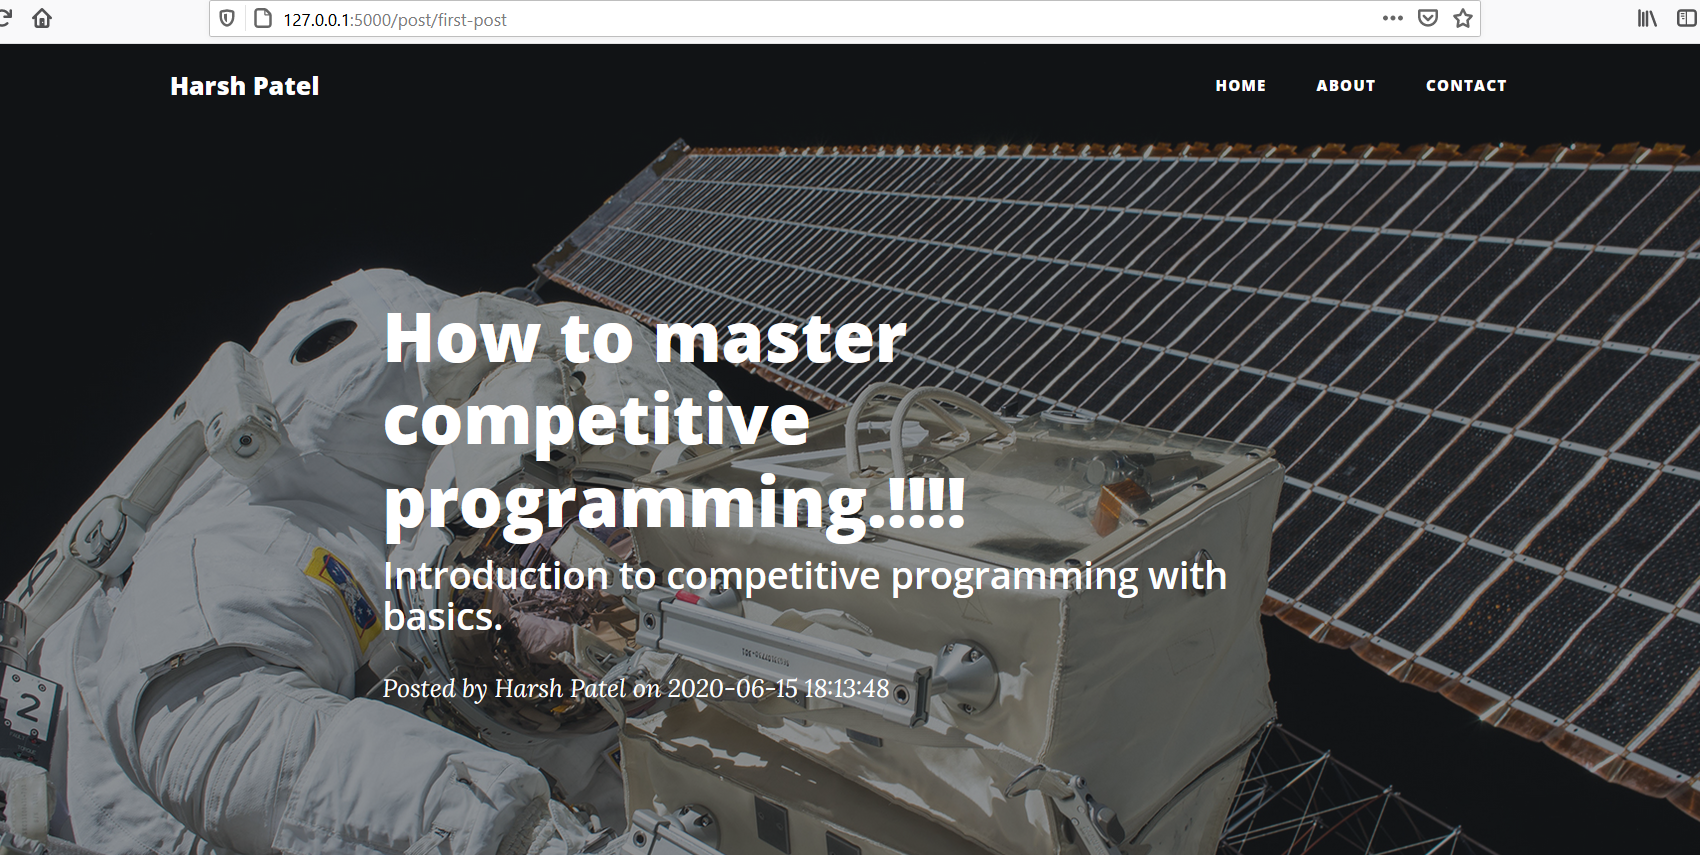 127.0.0.1:5000/post/first-post
Harsh Patel
HOME ABOUT CONTACT
How to master
competitive
programming.!!!!
Introduction to competitive programming with
basics.
Posted by Harsh Patel on 2020-06-15 18:13:48
2